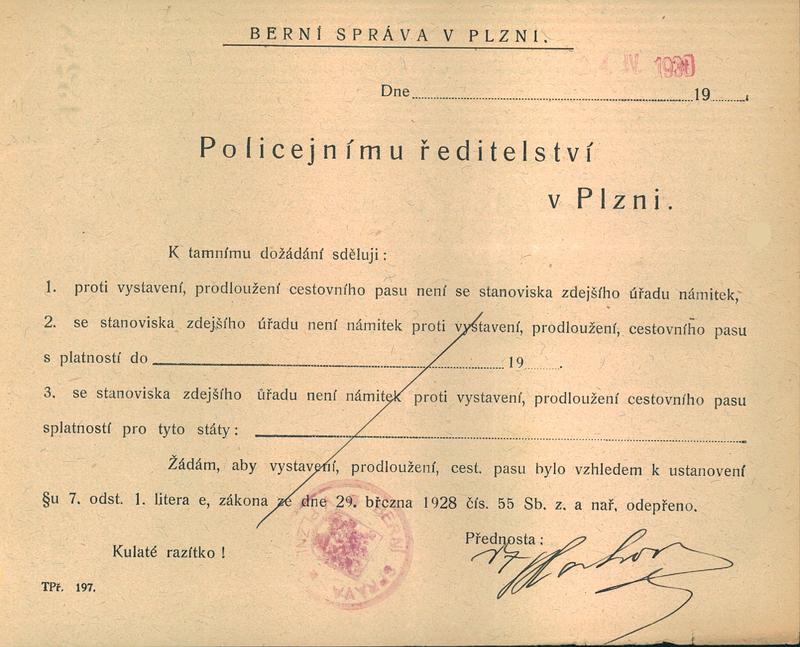 BERNÍ SPRÁVA V PLZNI.
IV. 1930
Dne 19
Policejnímu ředitelství
v Plzni.
K tamnímu dožádání sděluji:
1. proti vystavení, prodloužení cestovního pasu není se stanoviska zdejšího úřadu námitek,
2. se stanoviska zdejšího úřadu není námitek proti vystavení, prodloužení, cestovního pasu
s platností do 19 .
3. se stanoviska zdejšího úřadu není námitek proti vystavení, prodloužení cestovního pasu
splatností pro tyto státy:
Žádám, aby vystavení, prodloužení, cest. pasu bylo vzhledem k ustanovení
§u 7. odst. 1. litera e, zákona ze dne 29. března 1928 čís. 55 Sb. z. a nař, odepřeno.
BERNÍ SPRÁVA
Přednosta:
Kulaté razítko!
TPř. 197.